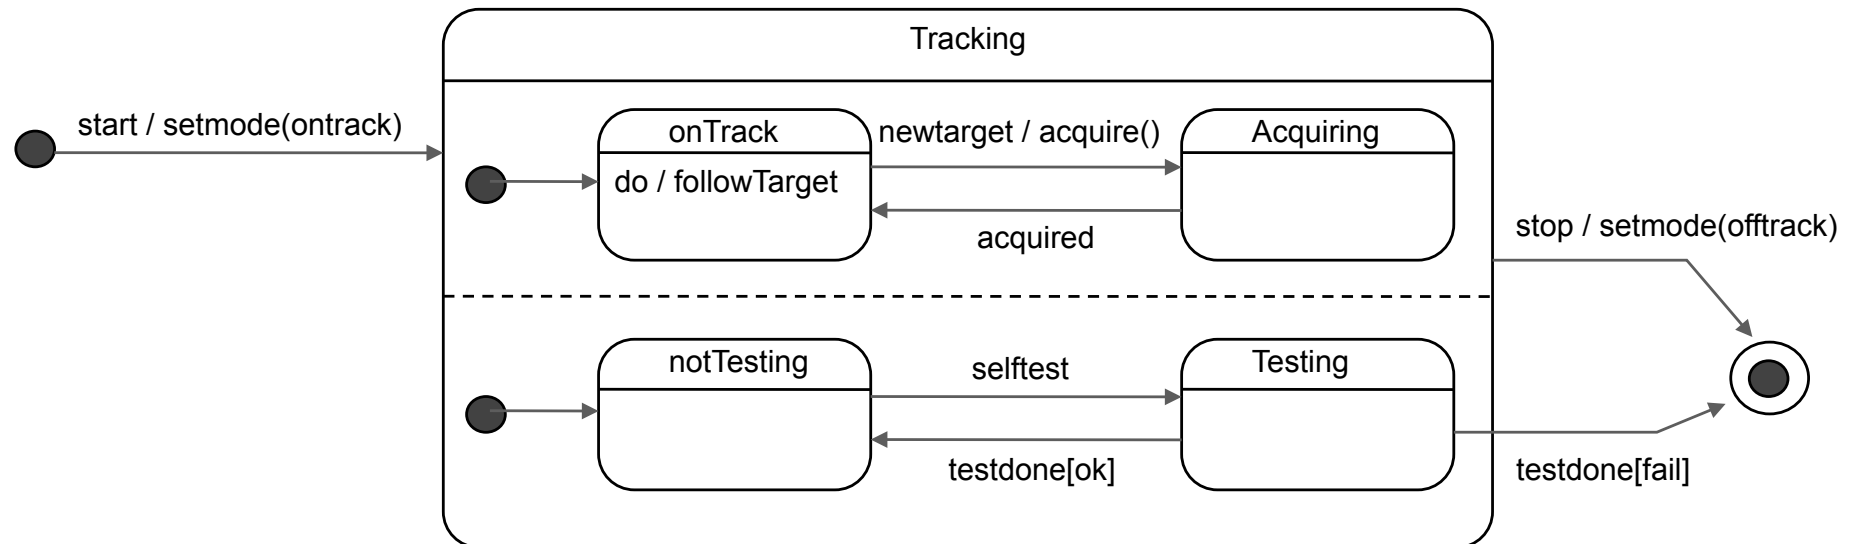 Tracking
start / setmode(ontrack)
onTrack
newtarget / acquire()
Acquiring
do / followTarget
acquired
stop / setmode(offtrack)
notTesting
selftest
Testing
testdone[ok]
testdone[fail]